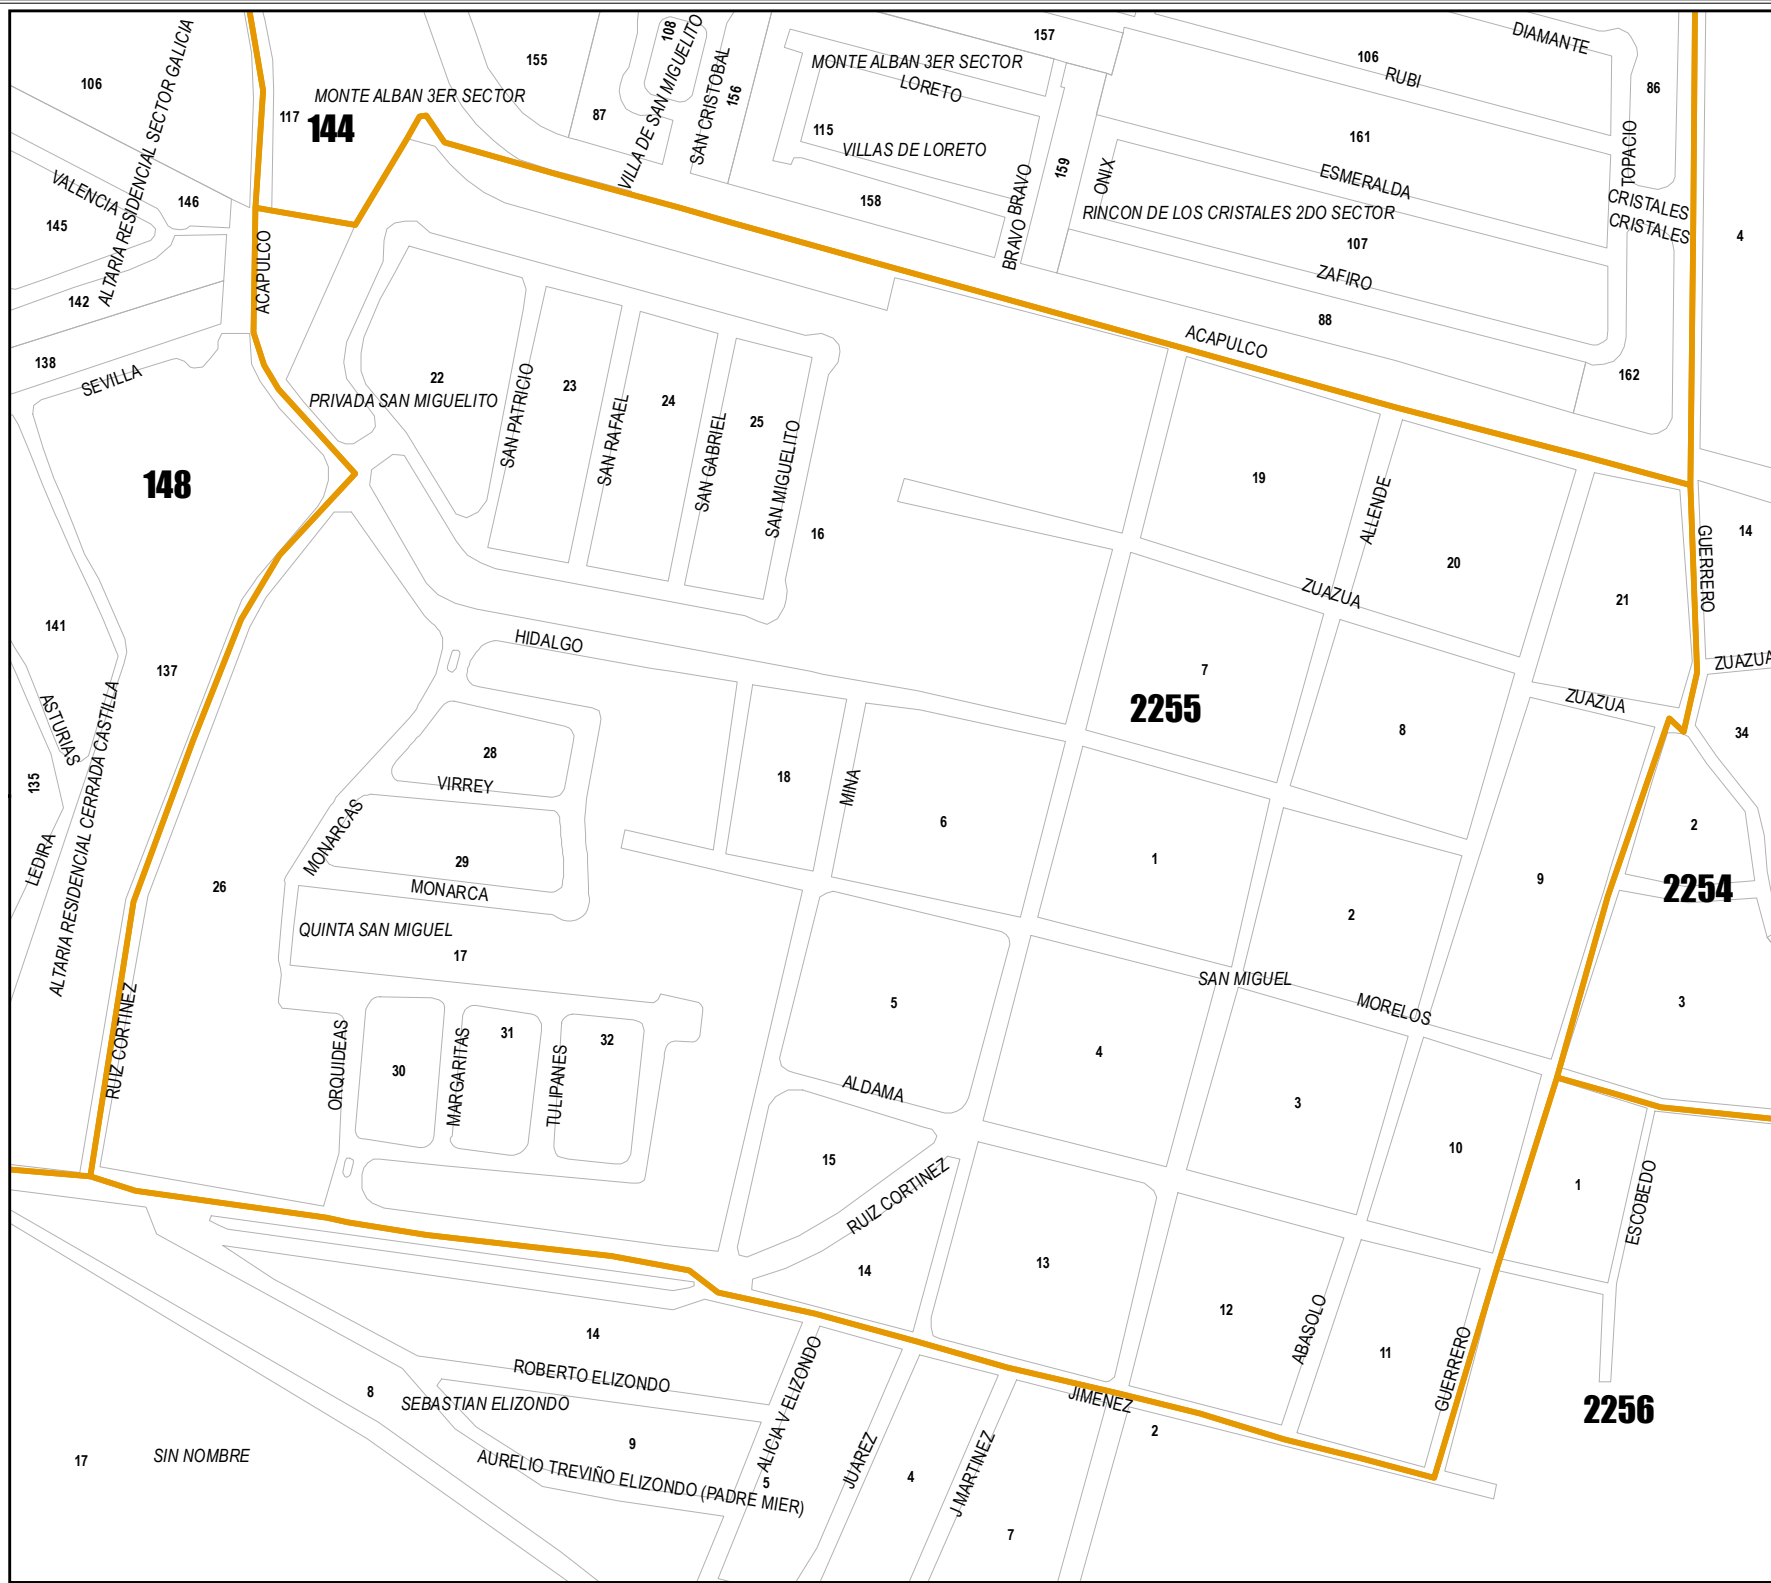 106
ALTARIA RESIDENCIAL SECTOR GALICIA
117
MONTE ALBAN 3ER SECTOR
144
155
87
108
VILLA DE SAN MIGUELITO
SAN CRISTOBAL
156
157
MONTE ALBAN 3ER SECTOR
LORETO
115
VILLAS DE LORETO
158
BRAVO BRAVO
159
ONIX
106
RUBI
DIAMANTE
86
161
ESMERALDA
TOPACIO
RINCON DE LOS CRISTALES 2DO SECTOR
CRISTALES
CRISTALES
107
ZAFIRO
88
162
4
VALENCIA
146
145
142
138
SEVILLA
ACAPULCO
ACAPULCO
148
22
PRIVADA SAN MIGUELITO
SAN PATRICIO
23
SAN RAFAEL
24
SAN GABRIEL
25
SAN MIGUELITO
16
19
ALLENDE
20
ZUAZUA
21
GUERRERO
14
ZUAZUA
ZUAZUA
34
141
137
ASTURIAS
135
LEDIRA
ALTARIA RESIDENCIAL CERRADA CASTILLA
HIDALGO
7
2255
8
28
VIRREY
MONARCAS
29
MONARCA
18
MINA
6
1
2
9
2
2254
3
26
QUINTA SAN MIGUEL
17
SAN MIGUEL
MORELOS
5
4
3
10
RUIZ CORTINEZ
ORQUIDEAS
30
MARGARITAS
31
TULIPANES
32
ALDAMA
15
RUIZ CORTINEZ
14
13
12
ABASOLO
11
GUERRERO
1
ESCOBEDO
2256
14
ROBERTO ELIZONDO
8
SEBASTIAN ELIZONDO
9
AURELIO TREVIÑO ELIZONDO (PADRE MIER)
ALICIA V ELIZONDO
5
JUAREZ
4
J MARTINEZ
7
JIMENEZ
2
17
SIN NOMBRE